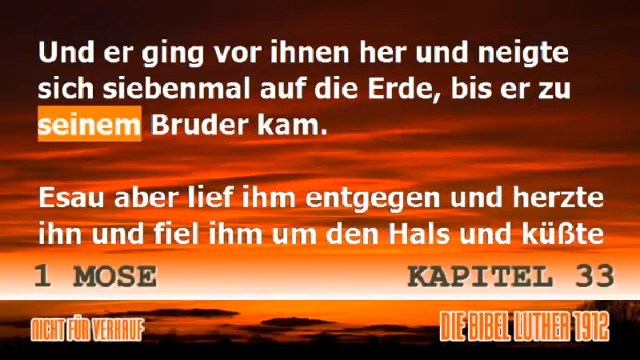 Und er ging vor ihnen her und neigte
sich siebenmal auf die Erde, bis er zu
seinem Bruder kam.
Esau aber lief ihm entgegen und herzte
ihn und fiel ihm um den Hals und küßte
1 MOSE KAPITEL 33
NICHT FÜR VERKAUF DIE BIBEL LUTHER 1912